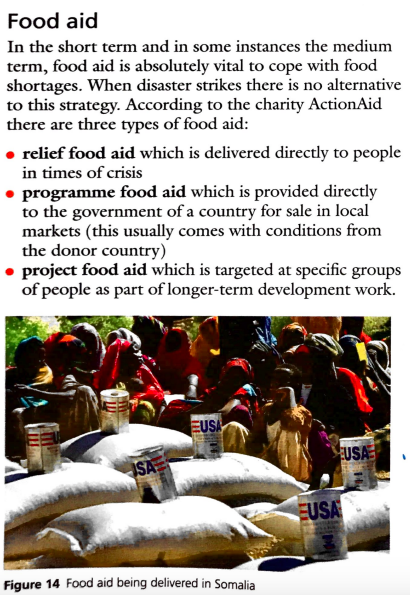 Food aid
In the short term and in some instances the medium
term, food aid is absolutely vital to cope with food
shortages. When disaster strikes there is no alternative
to this strategy. According to the charity ActionAid
there are three types of food aid:
• relief food aid which is delivered directly to people
in times of crisis
• programme food aid which is provided directly
to the government of a country for sale in local
markets (this usually comes with conditions from
the donor country)
• project food aid which is targeted at specific groups
of people as part of longer-term development work.
USA
USA
USA
USA
Figure 14 Food aid being delivered in Somalia